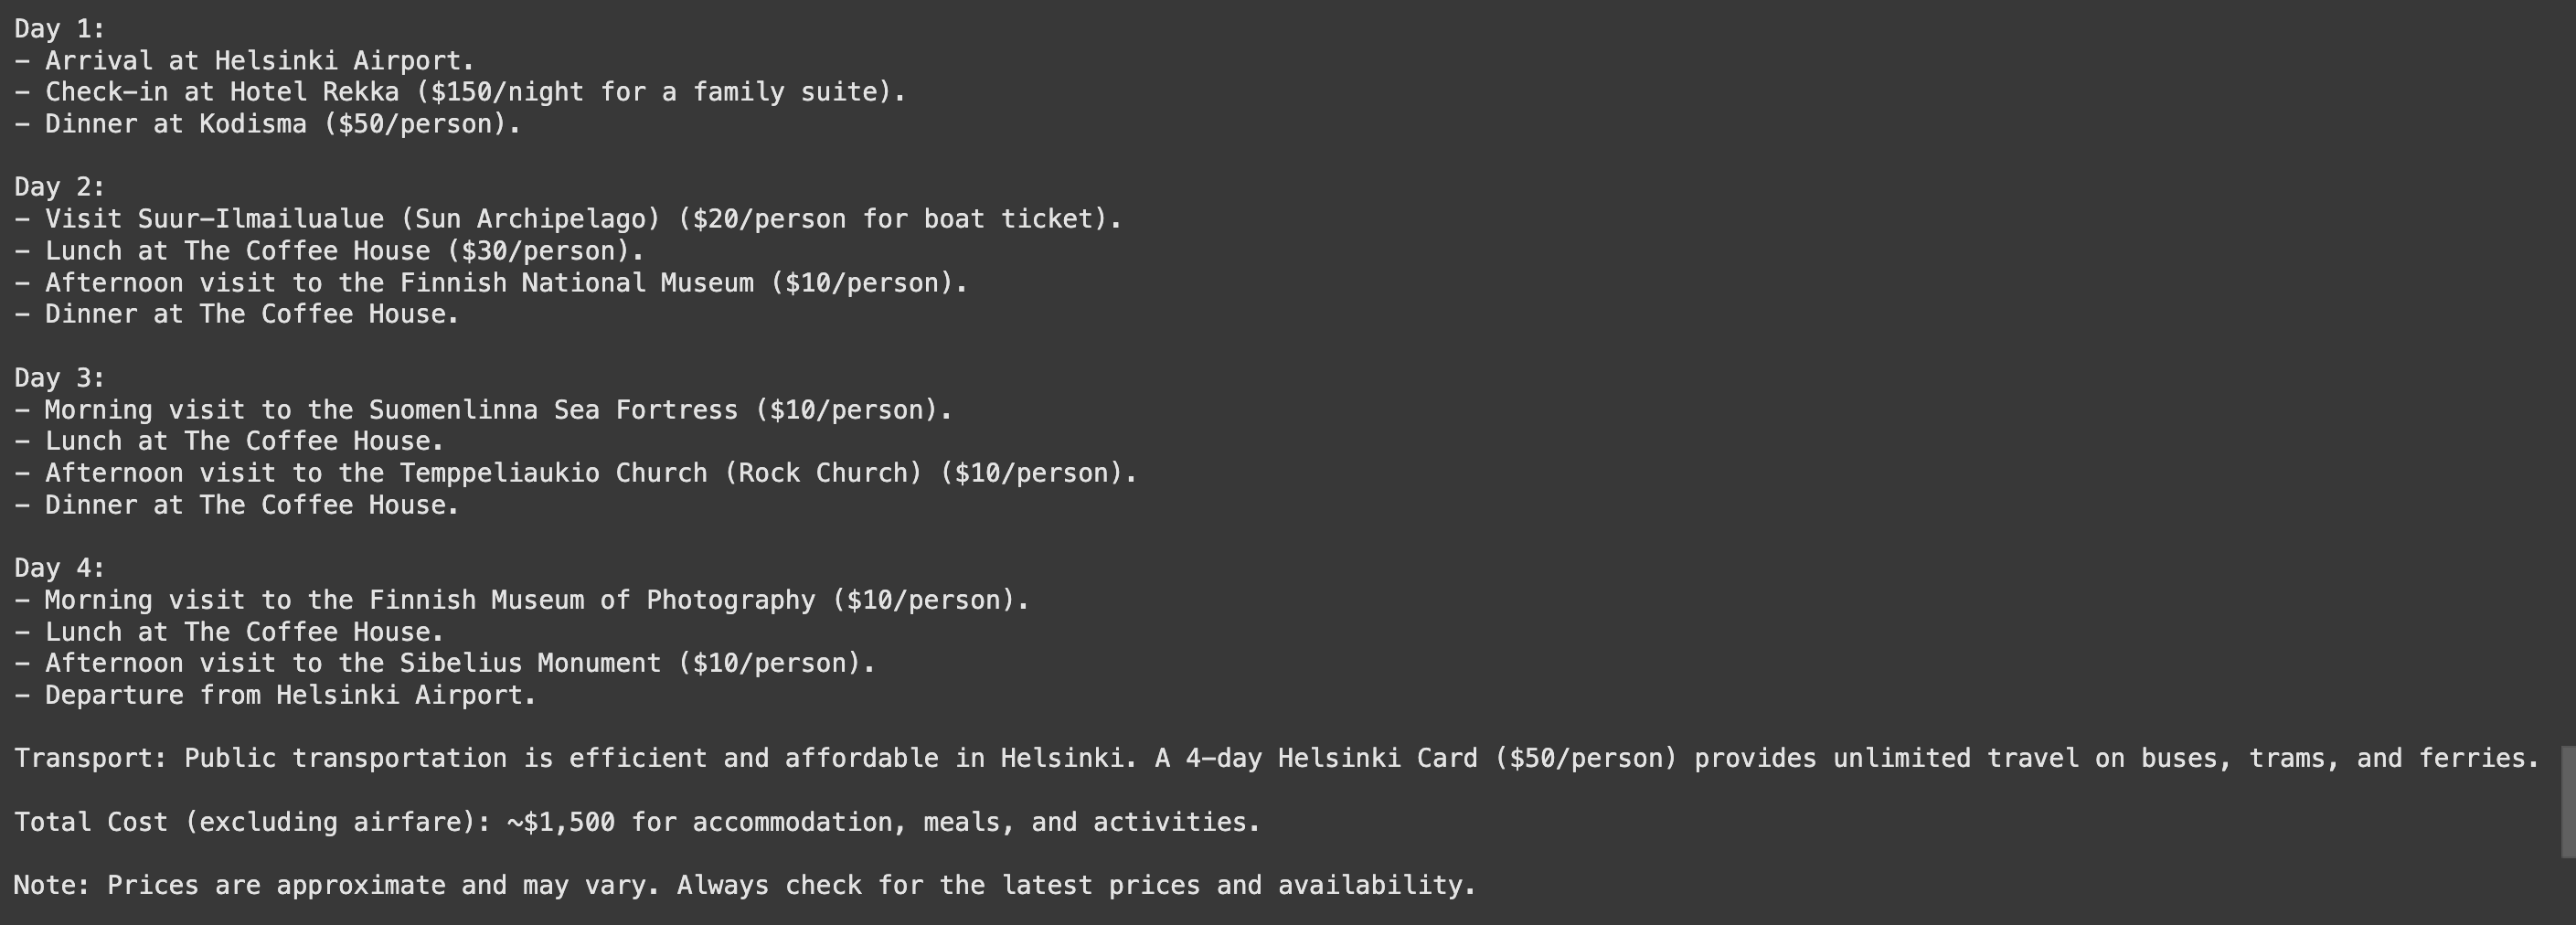 Day 1:
- Arrival at Helsinki Airport.
- Check-in at Hotel Rekka ($150/night for a family suite).
- Dinner at Kodisma ($50/person).
Day 2:
- Visit Suur-Ilmailualue (Sun Archipelago) ($20/person for boat ticket).
- Lunch at The Coffee House ($30/person).
- Afternoon visit to the Finnish National Museum ($10/person).
- Dinner at The Coffee House.
Day 3:
- Morning visit to the Suomenlinna Sea Fortress ($10/person).
- Lunch at The Coffee House.
- Afternoon visit to the Temppeliaukio Church (Rock Church) ($10/person).
- Dinner at The Coffee House.
Day 4:
- Morning visit to the Finnish Museum of Photography ($10/person).
- Lunch at The Coffee House.
- Afternoon visit to the Sibelius Monument ($10/person).
- Departure from Helsinki Airport.
Transport: Public transportation is efficient and affordable in Helsinki. A 4-day Helsinki Card ($50/person) provides unlimited travel on buses, trams, and ferries.
Total Cost (excluding airfare): ~$1,500 for accommodation, meals, and activities.
Note: Prices are approximate and may vary. Always check for the latest prices and availability.